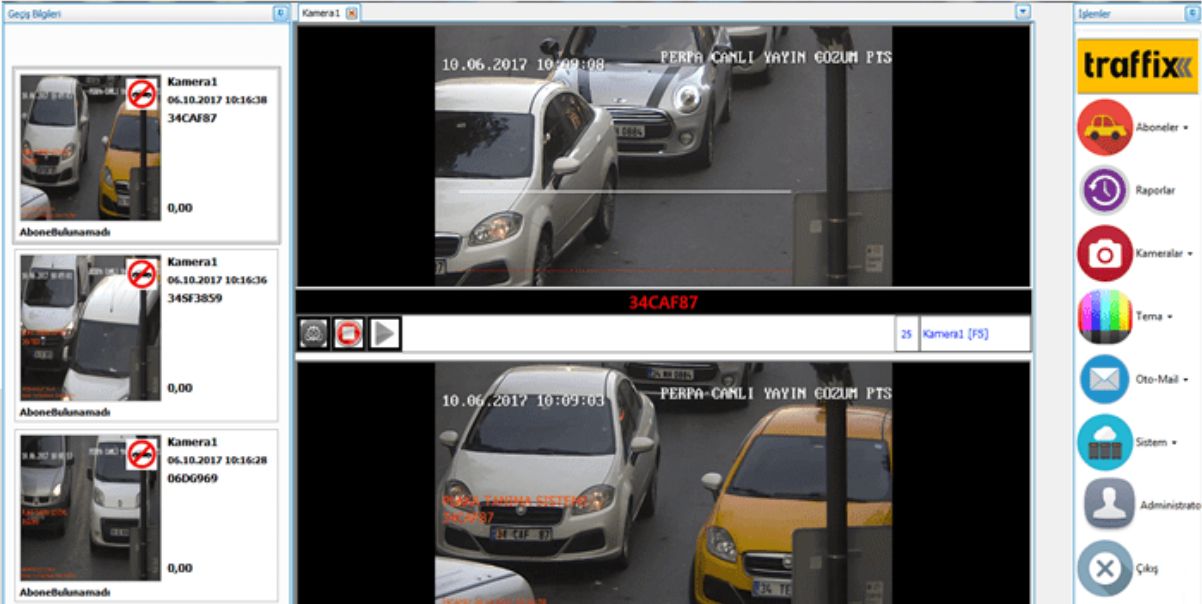 Geçiş Bilgileri
Kamera1
06.10.2017 10:16:38
34CAF87
0,00
AboneBulunamadı
Kamera1
06.10.2017 10:16:36
34SF3859
0,00
AboneBulunamadı
Kamera1
06.10.2017 10:16:28
06DG969
0,00
AboneBulunamadı
Kamera1
10.06.2017 10:09:08 PERPA CANLI YAYIN COZUM PTS
34CAF87
25 Kamera1 [F5]
10.06.2017 10:09:03 PERPA CANLI YAYIN COZUM PTS
PLAKA TANIMA SISTEMI
34CAF87
34 CAF 87
34 TE
İşlemler
traffix
Aboneler
Raporlar
Kameralar
Tema
Oto-Mail
Sistem
Administrato
Çıkış